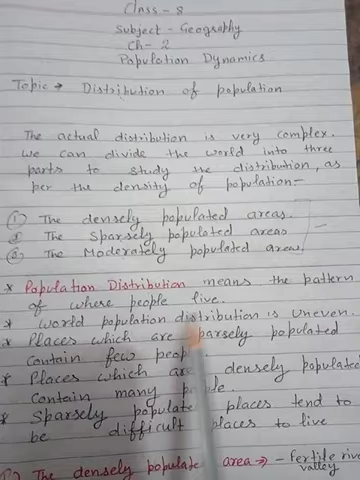 Class - 8
Subject - Geography
Ch- 2
Population Dynamics
Topic → Distribution of population
The actual distribution is very complex.
We can divide the world into three
parts to study the distribution, as
per the density of population:-
① The densely populated areas.
② The Sparsely populated areas
③ The Moderately populated areas.
* Population Distribution means the pattern
of where people live.
* World population distribution is uneven.
* Places which are sparsely populated
contain few
* Places which are densely populated
contain many people.
* Sparsely populated places tend to
be difficult places to live
The densely populate area → - fertile river
valley